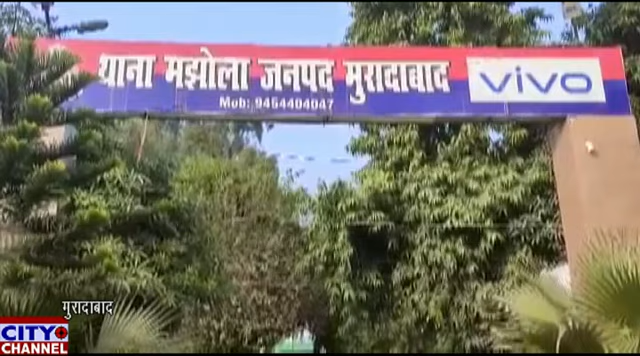 थाना मझोला जनपद मुरादाबाद
Mob:- 9454404047
vivo
मुरादाबाद
CITY
CHANNEL